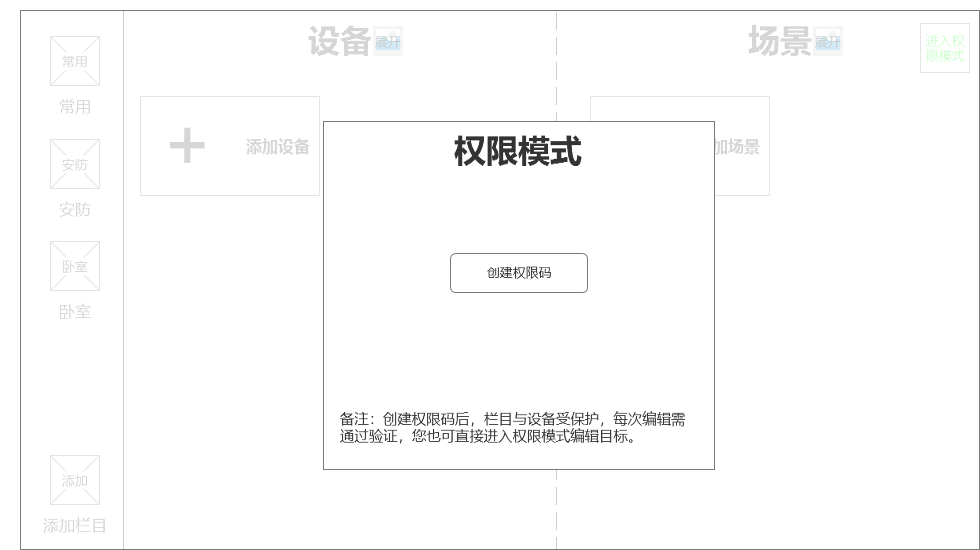 设备
展开
场景
展开
进入权
限模式
常用
常用
安防
安防
卧室
卧室
添加
添加栏目
添加设备
加场景
权限模式
创建权限码
备注：创建权限码后，栏目与设备受保护，每次编辑需
通过验证，您也可直接进入权限模式编辑目标。